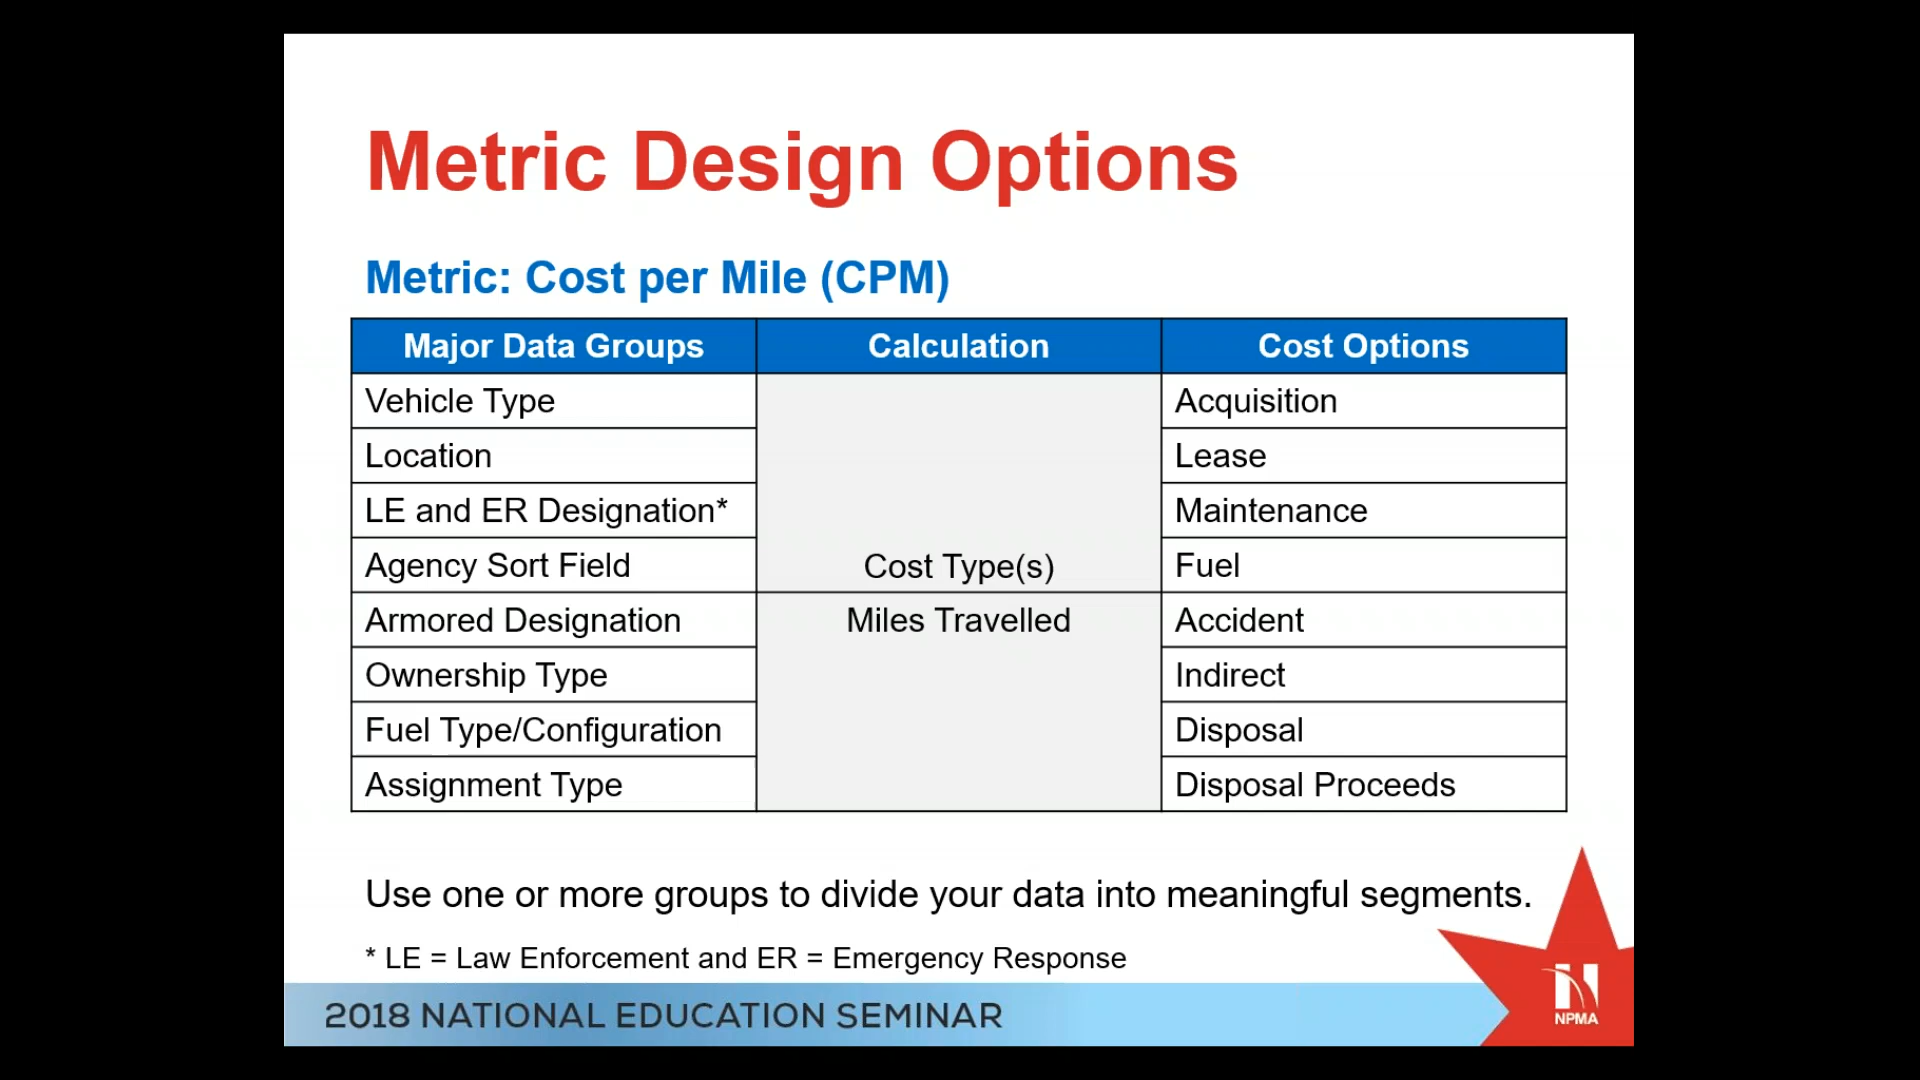 Metric Design Options
Metric: Cost per Mile (CPM)
Major Data Groups Calculation Cost Options
Vehicle Type Acquisition
Location Lease
LE and ER Designation* Maintenance
Agency Sort Field Cost Type(s) Fuel
Armored Designation Miles Travelled Accident
Ownership Type Indirect
Fuel Type/Configuration Disposal
Assignment Type Disposal Proceeds
Use one or more groups to divide your data into meaningful segments.
* LE = Law Enforcement and ER = Emergency Response
2018 NATIONAL EDUCATION SEMINAR
N
NPMA